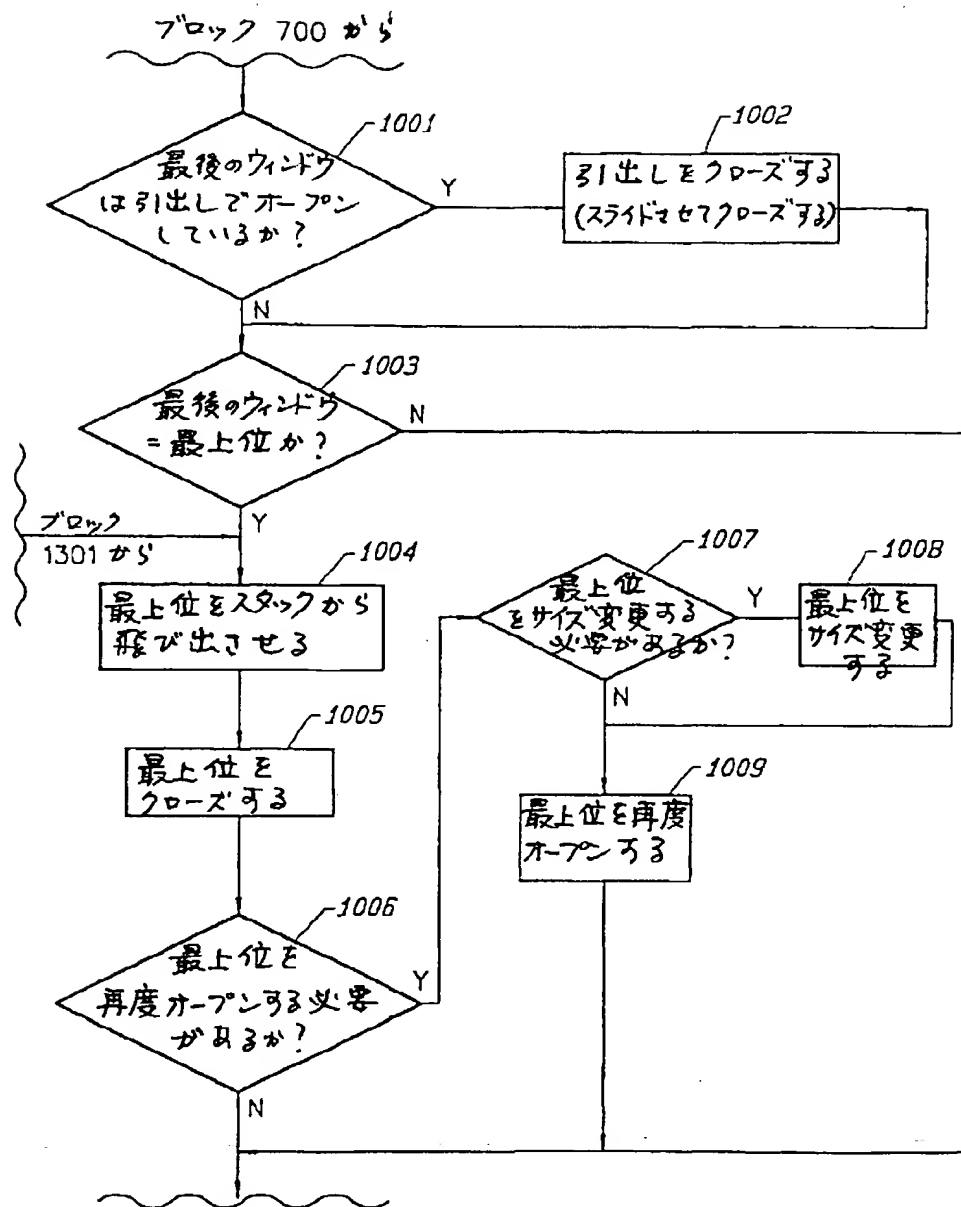 ブロック 700 から
1001
最後のウィンドウ
は引出しでオープン
しているか?
Y
N
1002
引出しをクローズする
(スライドさせてクローズする)
1003
最後のウィンドウ
=最上位か?
N
Y
ブロック
1301 から
1004
最上位をスタックから
飛び出させる
1005
最上位を
クローズする
1006
最上位を
再度オープンする必要
があるか?
Y
N
1007
最上位
をサイズ変更する
必要があるか?
Y
N
1008
最上位を
サイズ変更
する
1009
最上位を再度
オープンする